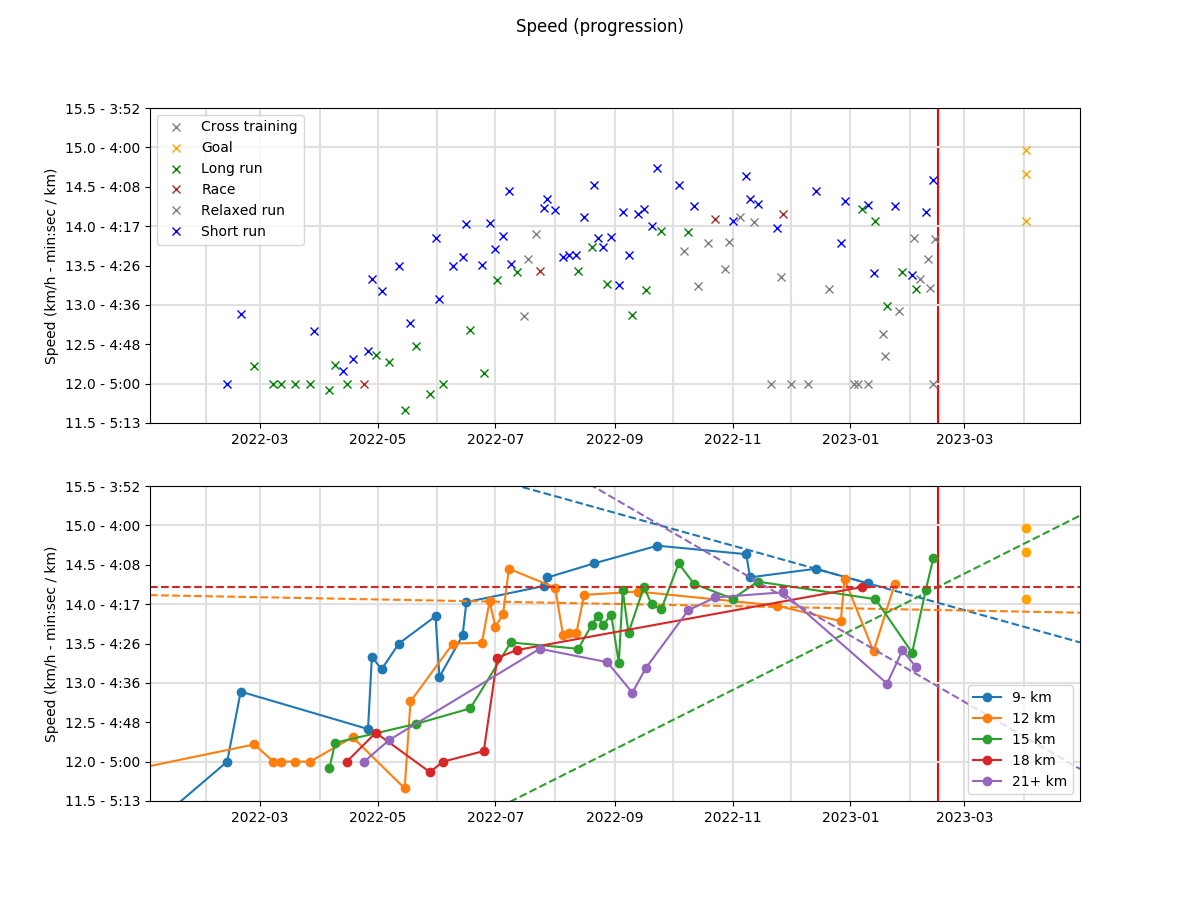 Speed (progression)
Speed (km/h - min:sec / km)
15.5 - 3:52
15.0 - 4:00
14.5 - 4:08
14.0 - 4:17
13.5 - 4:26
13.0 - 4:36
12.5 - 4:48
12.0 - 5:00
11.5 - 5:13
Cross training
Goal
Long run
Race
Relaxed run
Short run
2022-03 2022-05 2022-07 2022-09 2022-11 2023-01 2023-03
Speed (km/h - min:sec / km)
15.5 - 3:52
15.0 - 4:00
14.5 - 4:08
14.0 - 4:17
13.5 - 4:26
13.0 - 4:36
12.5 - 4:48
12.0 - 5:00
11.5 - 5:13
9- km
12 km
15 km
18 km
21+ km
2022-03 2022-05 2022-07 2022-09 2022-11 2023-01 2023-03